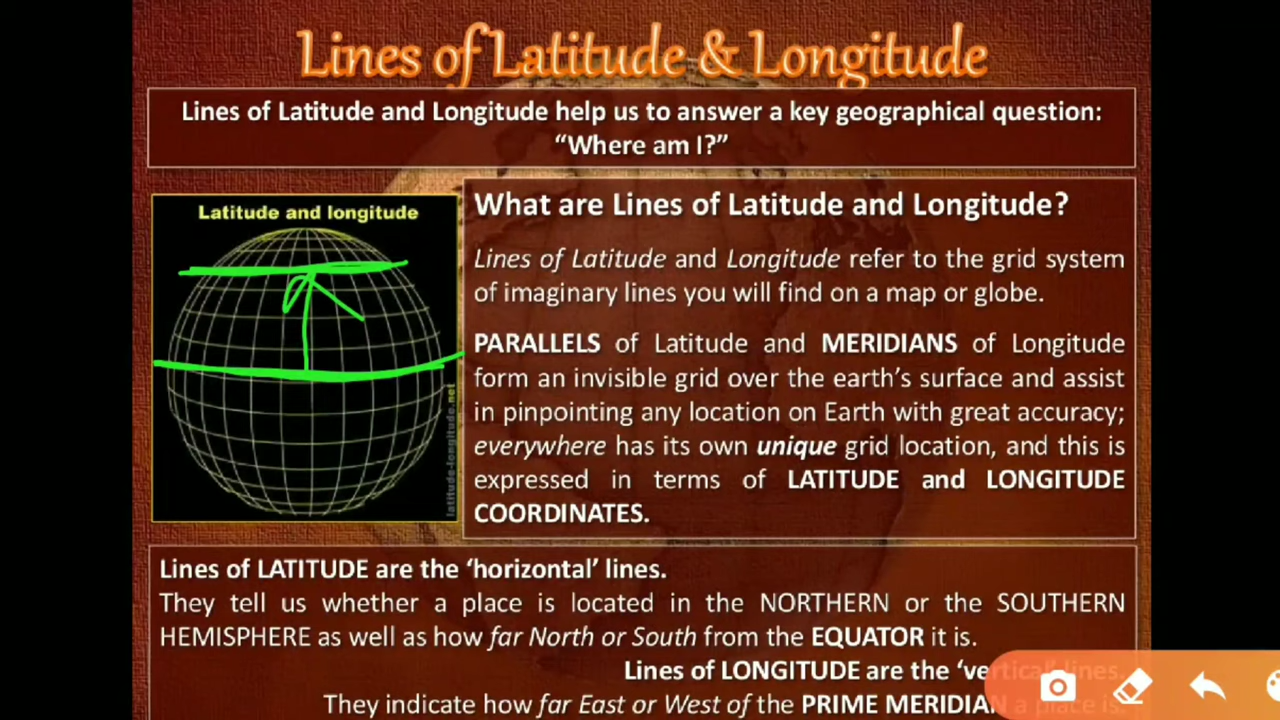 Lines of Latitude & Longitude
Lines of Latitude and Longitude help us to answer a key geographical question:
“Where am I?”
Latitude and longitude
latitude-longitude.net
What are Lines of Latitude and Longitude?
Lines of Latitude and Longitude refer to the grid system
of imaginary lines you will find on a map or globe.
PARALLELS of Latitude and MERIDIANS of Longitude
form an invisible grid over the earth’s surface and assist
in pinpointing any location on Earth with great accuracy;
everywhere has its own unique grid location, and this is
expressed in terms of LATITUDE and LONGITUDE
COORDINATES.
Lines of LATITUDE are the ‘horizontal’ lines.
They tell us whether a place is located in the NORTHERN or the SOUTHERN
HEMISPHERE as well as how far North or South from the EQUATOR it is.
Lines of LONGITUDE are the ‘vertical’ lines.
They indicate how far East or West of the PRIME MERIDIAN a place is.